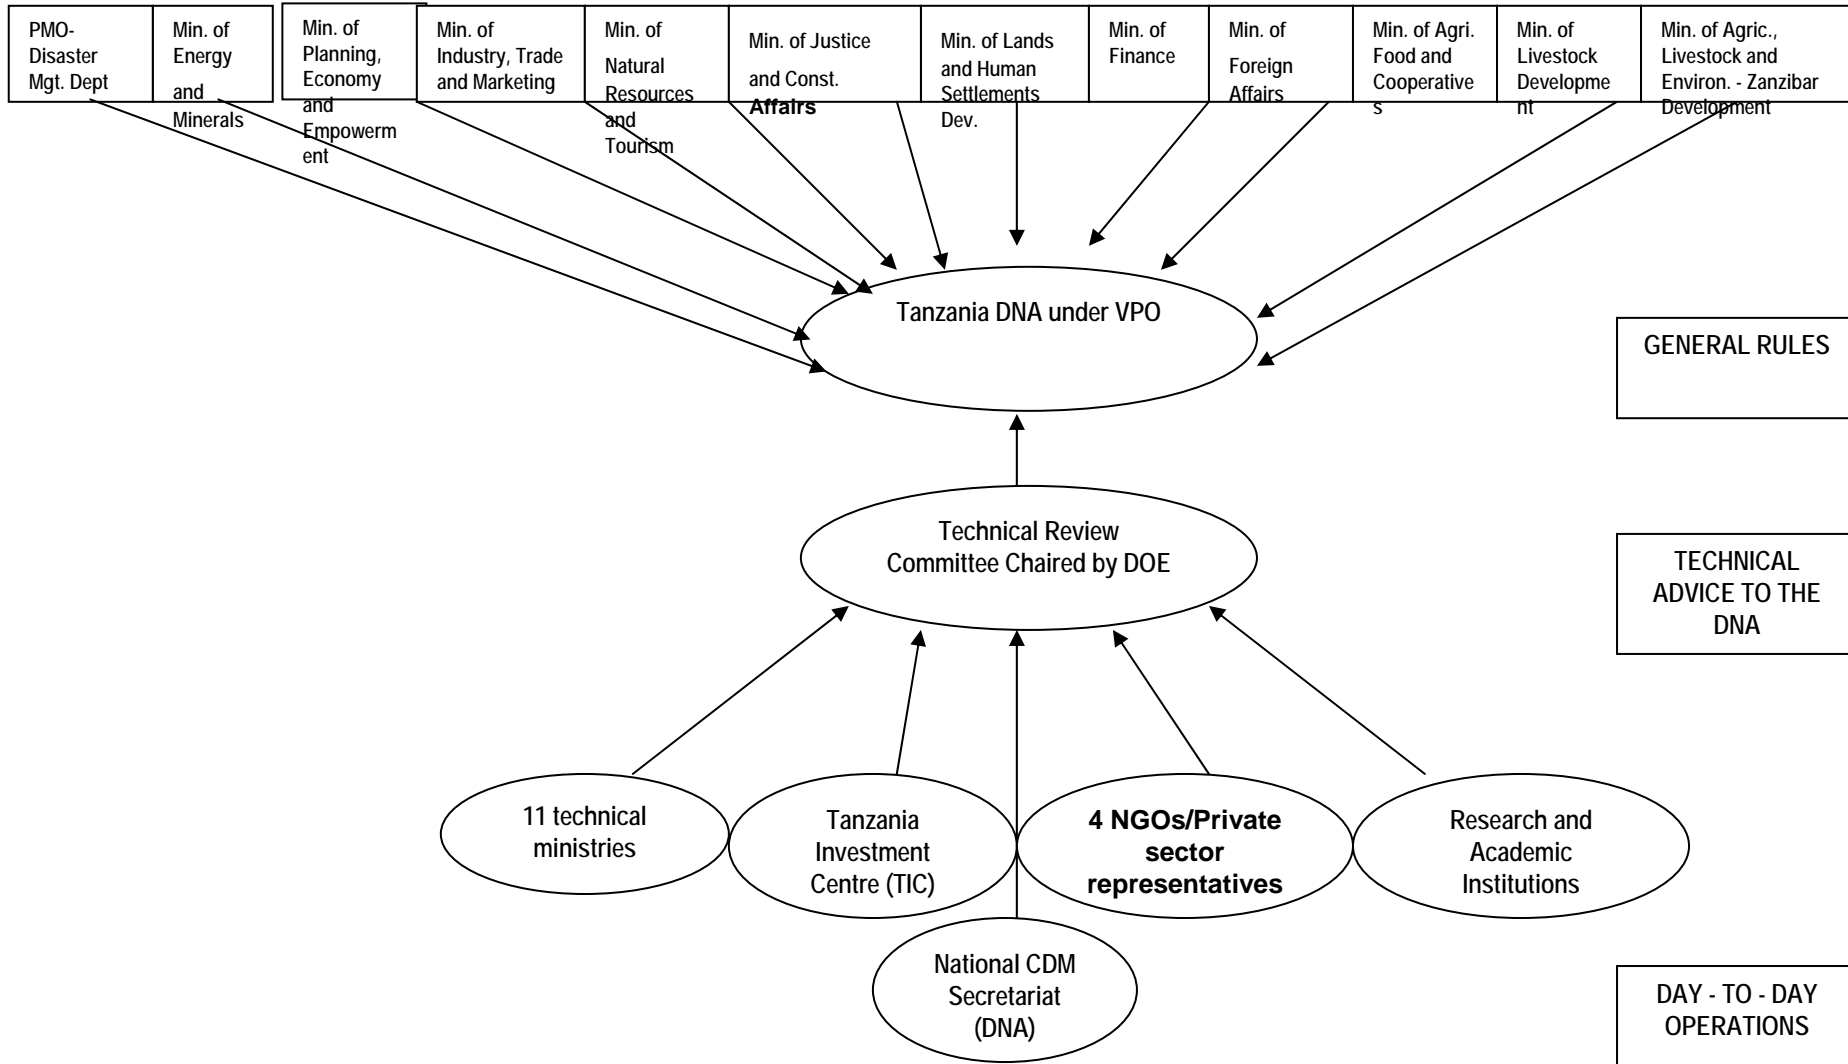 PMO-
Disaster
Mgt. Dept
Min. of
Energy
and
Minerals
Min. of
Planning,
Economy
and
Empowerm
ent
Min. of
Industry, Trade
and Marketing
Min. of
Natural
Resources
and
Tourism
Min. of Justice
and Const.
Affairs
Min. of Lands
and Human
Settlements
Dev.
Min. of
Finance
Min. of
Foreign
Affairs
Min. of Agri.
Food and
Cooperative
s
Min. of
Livestock
Developme
nt
Min. of Agric.,
Livestock and
Environ. - Zanzibar
Development
Tanzania DNA under VPO
GENERAL RULES
Technical Review
Committee Chaired by DOE
TECHNICAL
ADVICE TO THE
DNA
11 technical
ministries
Tanzania
Investment
Centre (TIC)
4 NGOs/Private
sector
representatives
Research and
Academic
Institutions
National CDM
Secretariat
(DNA)
DAY - TO - DAY
OPERATIONS